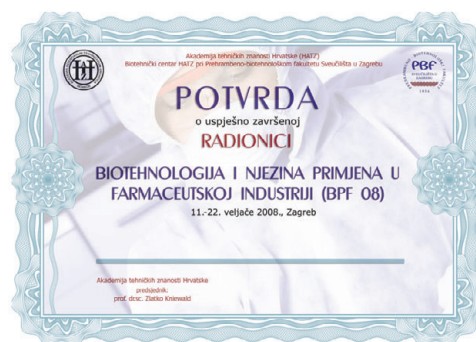 Akademija tehničkih znanosti Hrvatske (HATZ)
Biotehnički centar HATZ pri Prehrambeno-biotehnološkom fakultetu Sveučilišta u Zagrebu
PBF
POTVRDA
o uspješno završenoj
RADIONICI
BIOTEHNOLOGIJA I NJEZINA PRIMJENA U
FARMACEUTSKOJ INDUSTRIJI (BPF 08)
11.-22. veljače 2008., Zagreb
Akademija tehničkih znanosti Hrvatske
predsjednik:
prof. dr.sc. Zlatko Kniewald